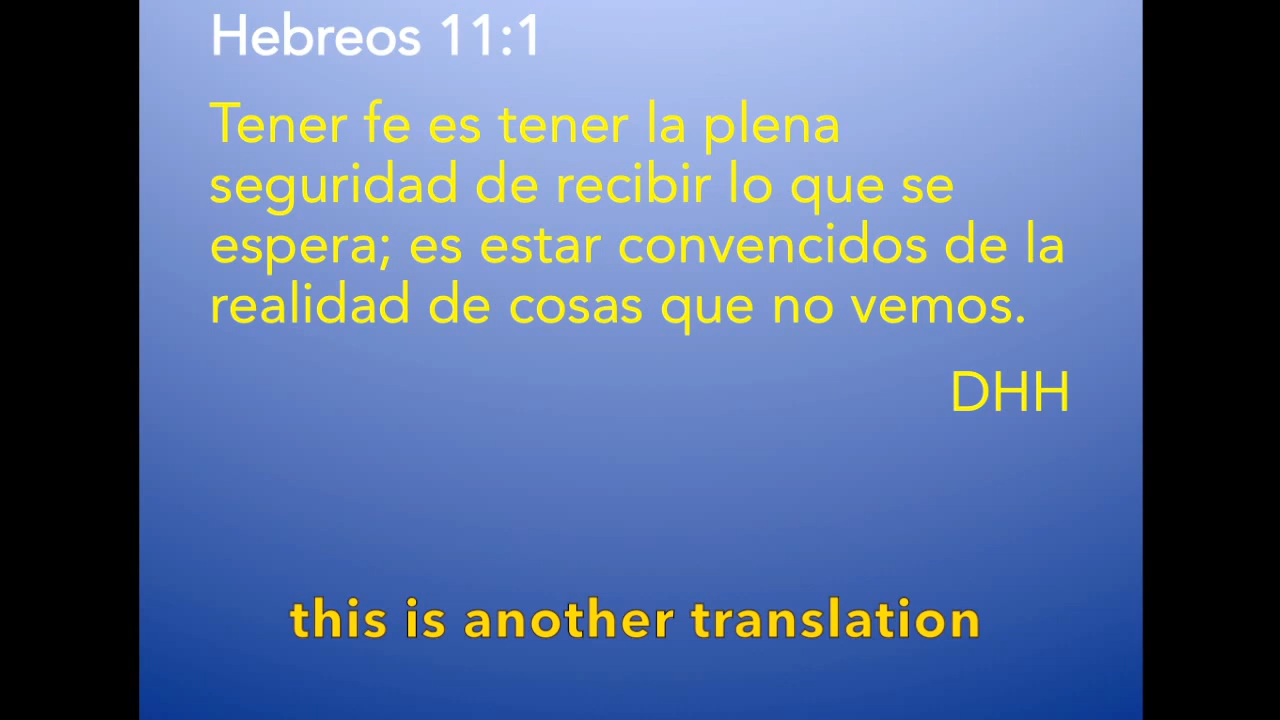 Hebreos 11:1
Tener fe es tener la plena
seguridad de recibir lo que se
espera; es estar convencidos de la
realidad de cosas que no vemos.
DHH
this is another translation